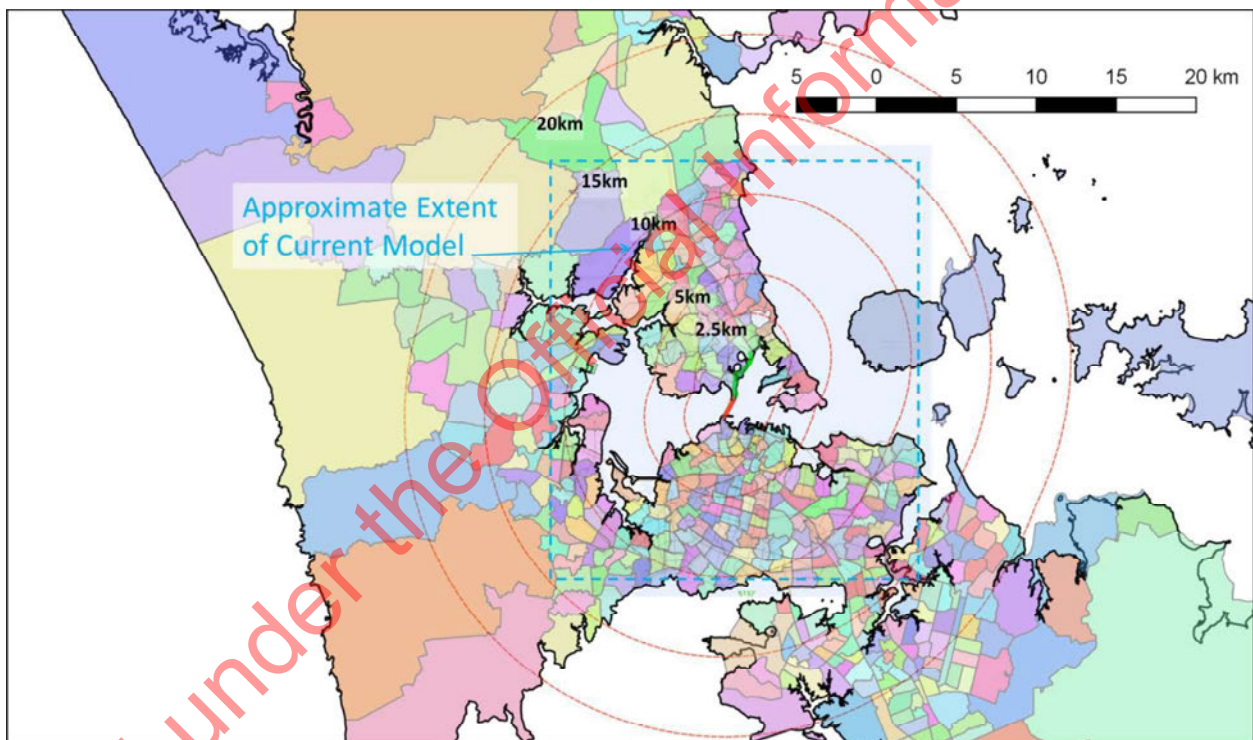 5 0 5 10 15 20 km
20km
15km
Approximate Extent
of Current Model
10km
5km
2.5km
under the Official Informa